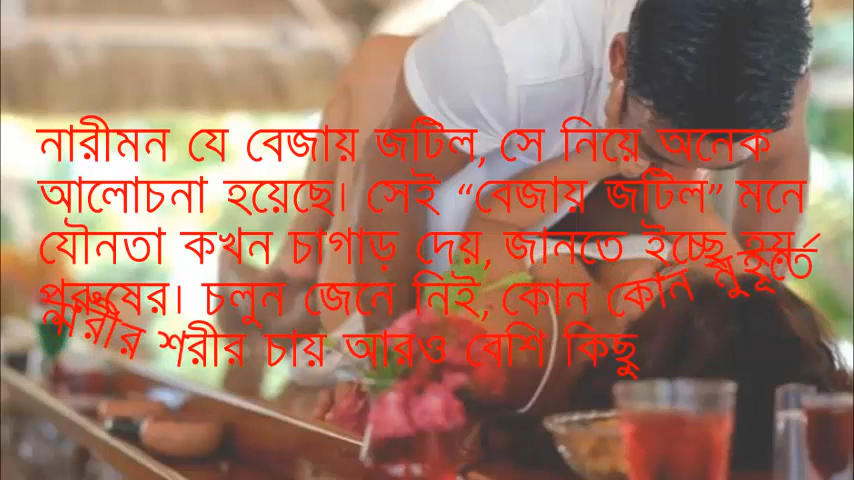 নারীমন যে বেজায় জটিল, সে নিয়ে অনেক
আলোচনা হয়েছে। সেই “বেজায় জটিল” মনে
যৌনতা কখন চাগাড় দেয়, জানতে ইচ্ছে হয়
পুরুষের। চলুন জেনে নিই, কোন কোন মুহূর্তে
নারীর শরীর চায় আরও বেশি কিছু